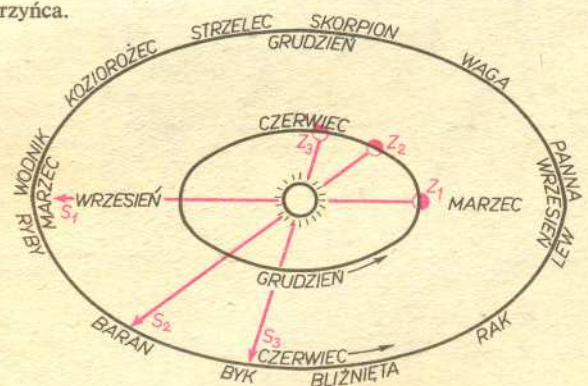 rzyńca.
STRZELEC
SKORPION
GRUDZIEŃ
KOZIOROŻEC
WAGA
CZERWIEC
Z3
Z2
WODNIK
MARZEC
RYBY
S1
WRZESIEŃ
Z1
MARZEC
PANNA
WRZESIEŃ
LEW
GRUDZIEŃ
S2
BARAN
S3
CZERWIEC
BYK
BLIŹNIĘTA
RAK